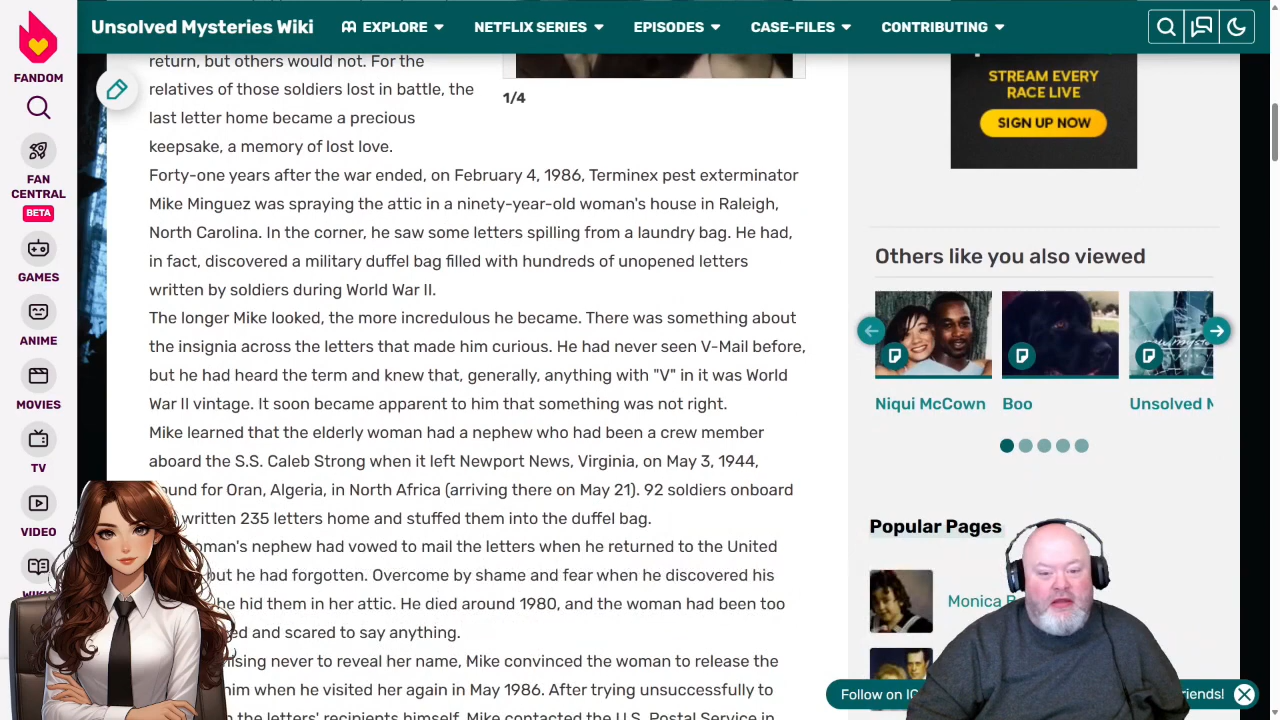 Unsolved Mysteries Wiki
EXPLORE
NETFLIX SERIES
EPISODES
CASE-FILES
CONTRIBUTING
FANDOM
FAN
CENTRAL
BETA
GAMES
ANIME
MOVIES
TV
VIDEO
return, but others would not. For the
relatives of those soldiers lost in battle, the
last letter home became a precious
keepsake, a memory of lost love.
1/4
Forty-one years after the war ended, on February 4, 1986, Terminex pest exterminator
Mike Minguez was spraying the attic in a ninety-year-old woman's house in Raleigh,
North Carolina. In the corner, he saw some letters spilling from a laundry bag. He had,
in fact, discovered a military duffel bag filled with hundreds of unopened letters
written by soldiers during World War II.
The longer Mike looked, the more incredulous he became. There was something about
the insignia across the letters that made him curious. He had never seen V-Mail before,
but he had heard the term and knew that, generally, anything with "V" in it was World
War II vintage. It soon became apparent to him that something was not right.
Mike learned that the elderly woman had a nephew who had been a crew member
aboard the S.S. Caleb Strong when it left Newport News, Virginia, on May 3, 1944,
ound for Oran, Algeria, in North Africa (arriving there on May 21). 92 soldiers onboard
written 235 letters home and stuffed them into the duffel bag.
woman's nephew had vowed to mail the letters when he returned to the United
but he had forgotten. Overcome by shame and fear when he discovered his
he hid them in her attic. He died around 1980, and the woman had been too
ed and scared to say anything.
ising never to reveal her name, Mike convinced the woman to release the
him when he visited her again in May 1986. After trying unsuccessfully to
the letters' recipients himself, Mike contacted the U.S. Postal Service in
STREAM EVERY
RACE LIVE
SIGN UP NOW
Others like you also viewed
Niqui McCown
Boo
Unsolved M
Popular Pages
Monica
Follow on IG
riends!